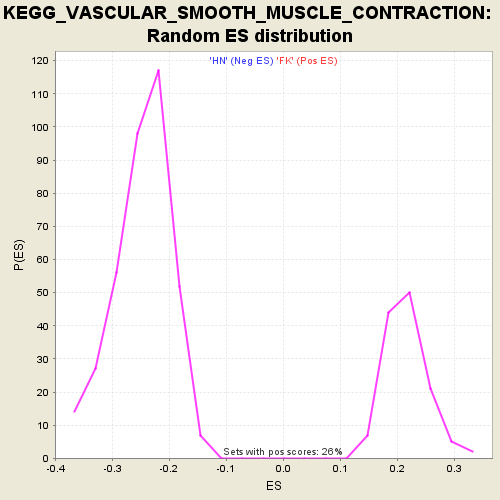 KEGG_VASCULAR_SMOOTH_MUSCLE_CONTRACTION:
Random ES distribution
'HN' (Neg ES) 'FK' (Pos ES)
120
110
100
90
80
70
60
50
40
30
20
10
0
P(ES)
Sets with pos scores: 26%
-0.4 -0.3 -0.2 -0.1 0.0 0.1 0.2 0.3
ES